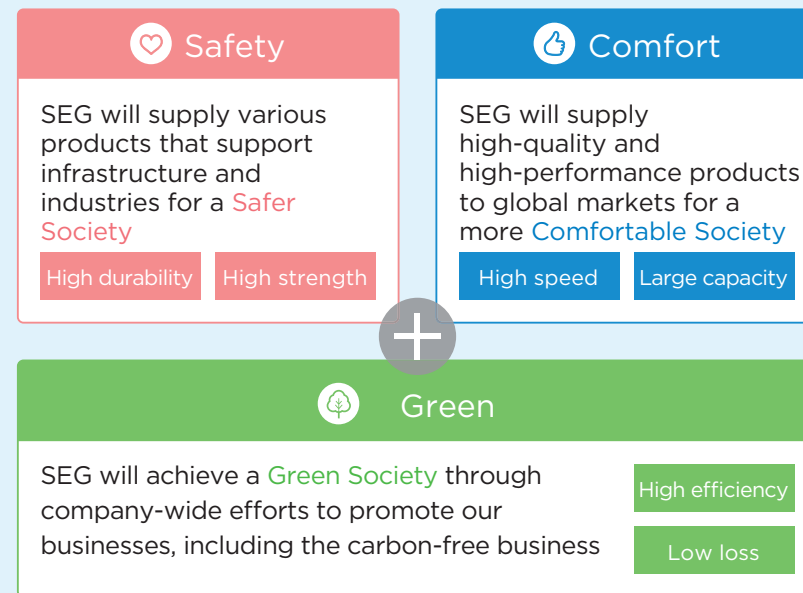 Safety
SEG will supply various
products that support
infrastructure and
industries for a Safer
Society
High durability
High strength
Comfort
SEG will supply
high-quality and
high-performance products
to global markets for a
more Comfortable Society
High speed
Large capacity
Green
SEG will achieve a Green Society through
company-wide efforts to promote our
businesses, including the carbon-free business
High efficiency
Low loss